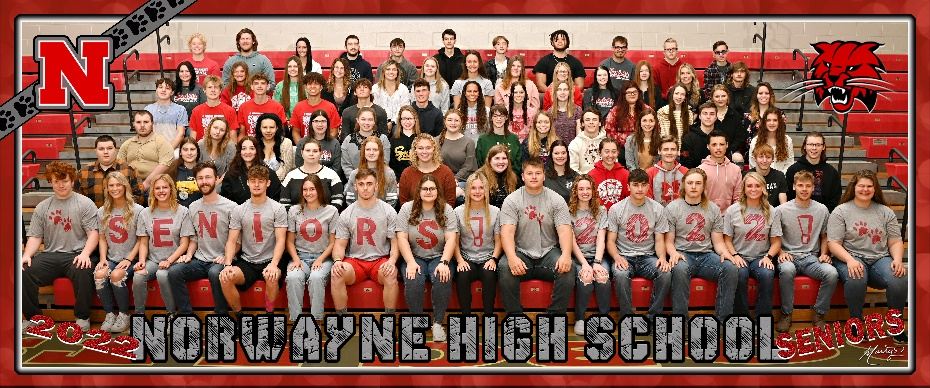 N
SENIORS! 2022!
2022
NORWAYNE HIGH SCHOOL
SENIORS